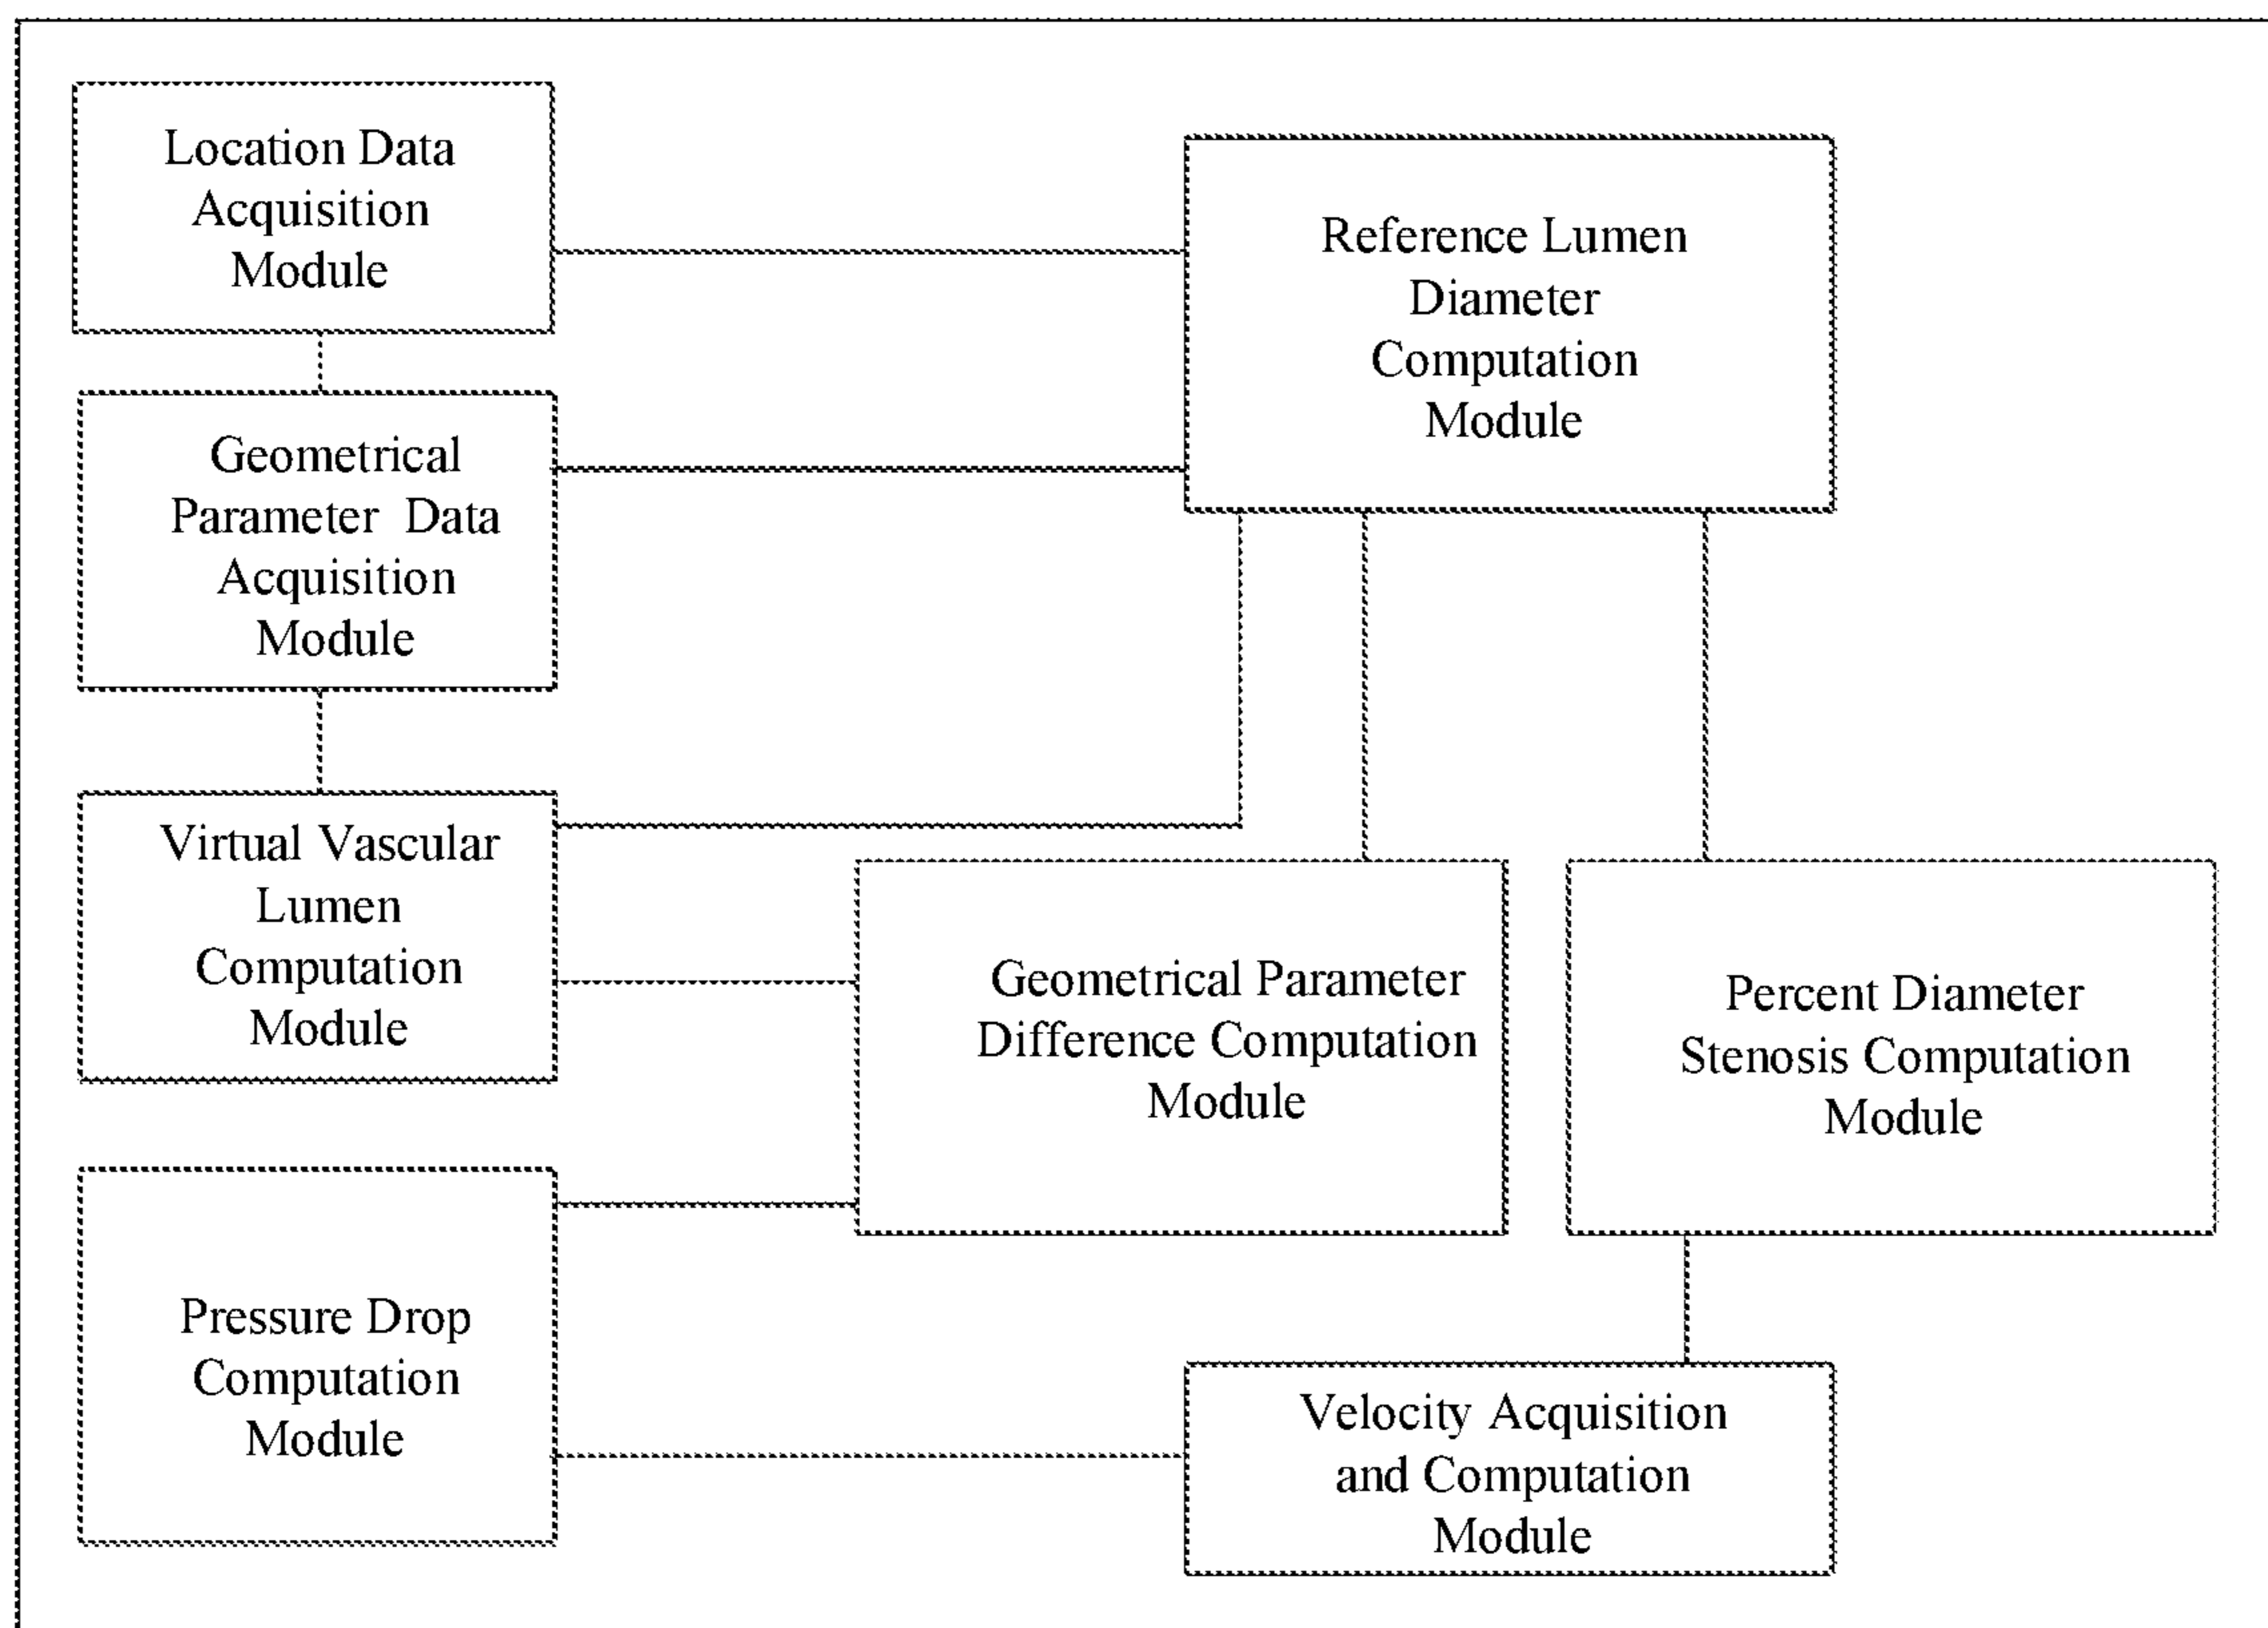 Location Data
Acquisition
Module
Reference Lumen
Diameter
Computation
Module
Geometrical
Parameter Data
Acquisition
Module
Virtual Vascular
Lumen
Computation
Module
Geometrical Parameter
Difference Computation
Module
Percent Diameter
Stenosis Computation
Module
Pressure Drop
Computation
Module
Velocity Acquisition
and Computation
Module